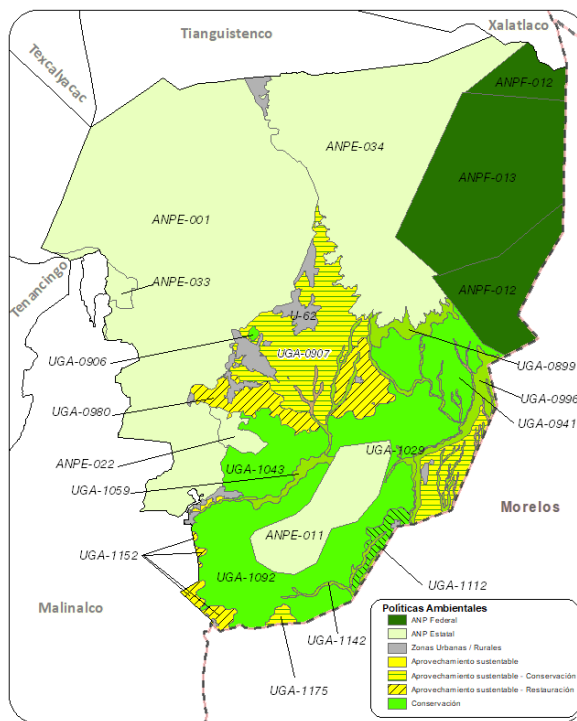 Xalatlaco
Tianguistenco
Texcalyacac
ANPF-012
ANPE-034
ANPF-013
ANPE-001
Tenancingo
ANPE-033
ANPF-012
U-62
UGA-0906
UGA-0907
UGA-0899
UGA-0996
UGA-0980
UGA-0941
ANPE-022
UGA-1029
UGA-1043
UGA-1059
Morelos
ANPE-011
UGA-1152
UGA-1092
UGA-1112
Malinalco
UGA-1142
UGA-1175
Políticas Ambientales
ANP Federal
ANP Estatal
Zonas Urbanas / Rurales
Aprovechamiento sustentable
Aprovechamiento sustentable - Conservación
Aprovechamiento sustentable - Restauración
Conservación